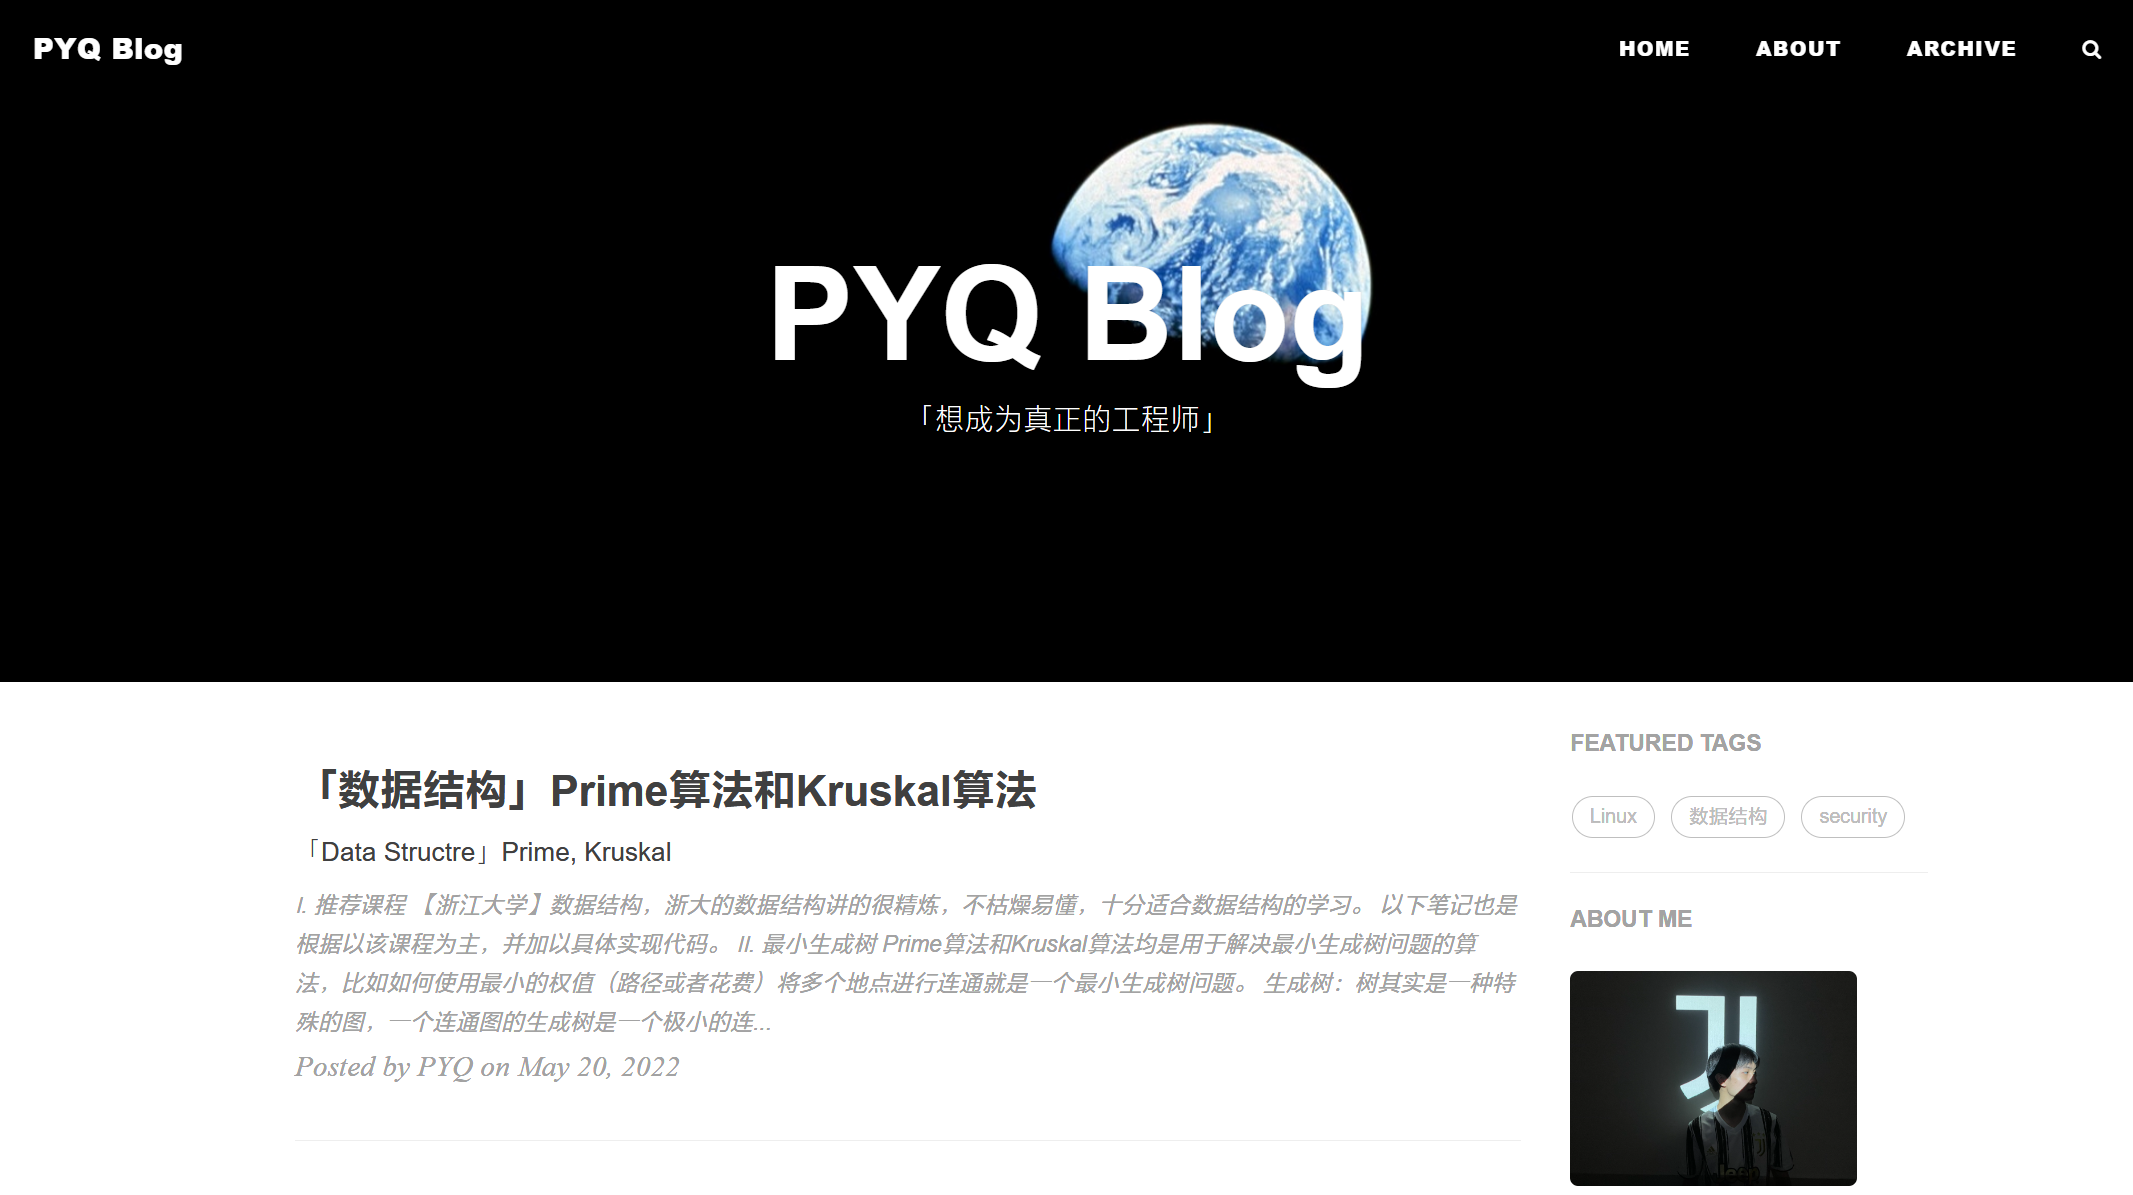 PYQ Blog
HOME
ABOUT
ARCHIVE
PYQ Blog
「想成为真正的工程师」
「数据结构」Prime算法和Kruskal算法
「Data Structre」Prime, Kruskal
I. 推荐课程 【浙江大学】数据结构，浙大的数据结构讲的很精炼，不枯燥易懂，十分适合数据结构的学习。 以下笔记也是
根据以该课程为主，并加以具体实现代码。 II. 最小生成树 Prime算法和Kruskal算法均是用于解决最小生成树问题的算
法，比如如何使用最小的权值（路径或者花费）将多个地点进行连通就是一个最小生成树问题。 生成树：树其实是一种特
殊的图，一个连通图的生成树是一个极小的连...
Posted by PYQ on May 20, 2022
FEATURED TAGS
Linux
数据结构
security
ABOUT ME
Jeep